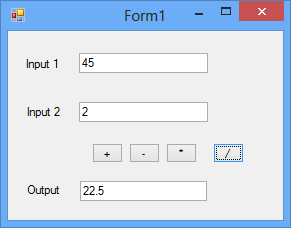 Form1
Input 1 45
Input 2 2
+ - * /
Output 22.5